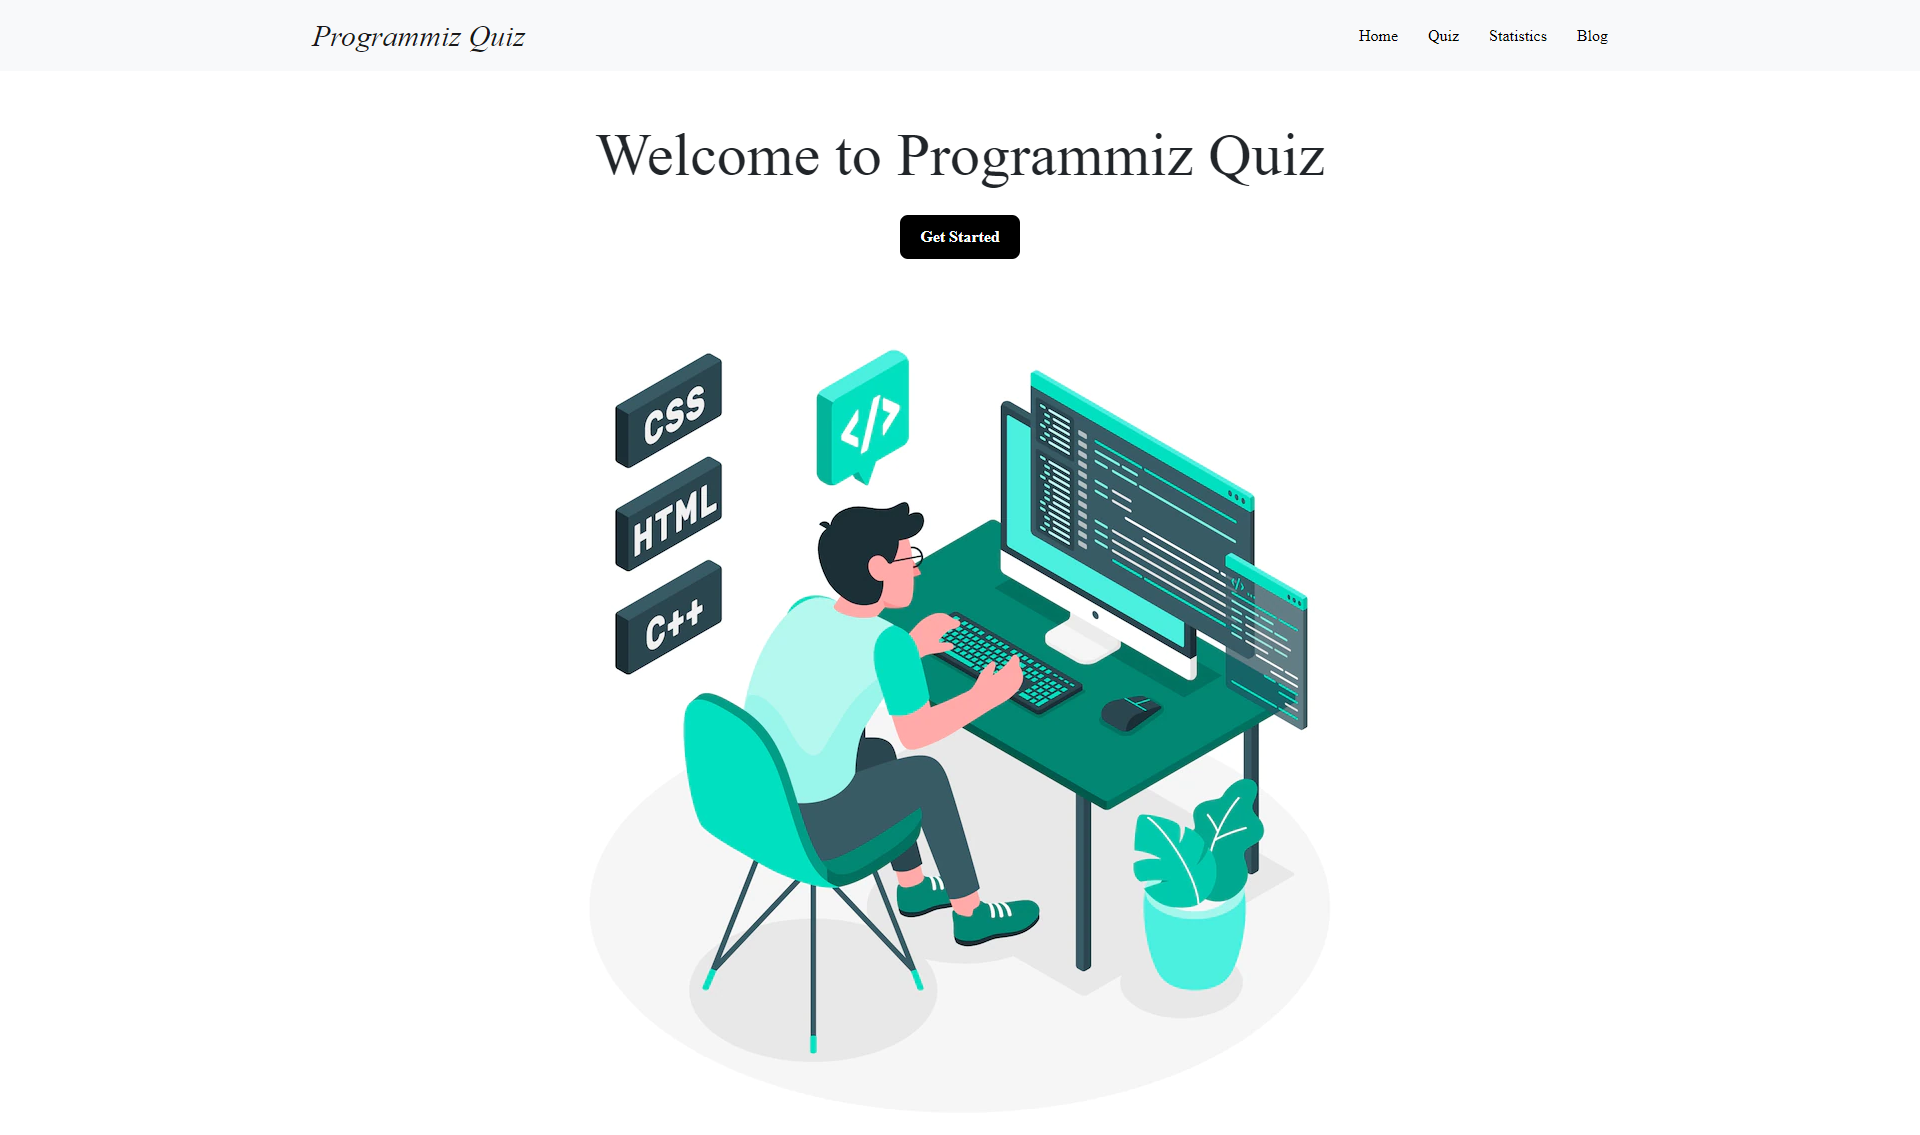 Programmiz Quiz
Home Quiz Statistics Blog
Welcome to Programmiz Quiz
Get Started
CSS
</>
HTML
C++